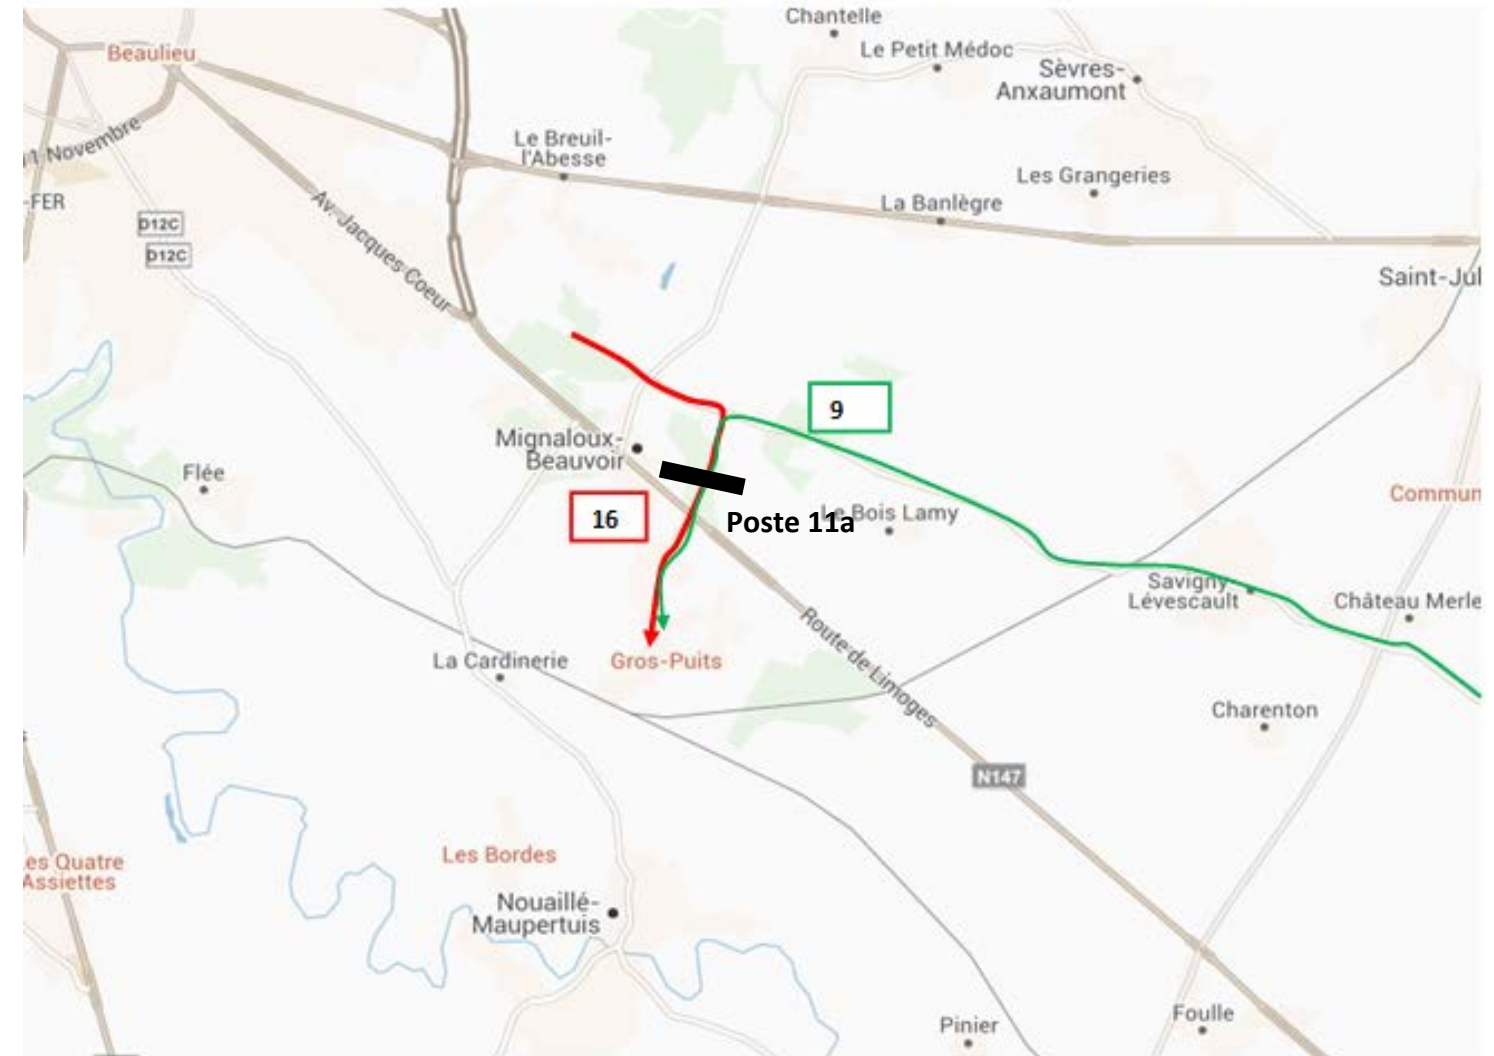 Chantelle
Beaulieu
Le Petit Médoc
Sèvres-
Anxaumont
11 Novembre
Le Breuil-
l'Abesse
Les Grangeries
-FER
La Banlègre
D12C
Av. Jacques Coeur
D12C
Saint-Jul
9
Mignaloux-
Beauvoir
Flée
Commun
16
Poste 11a
Le Bois Lamy
Savigny
Lévescault
Château Merle
La Cardinerie
Gros-Puits
Route de Limoges
Charenton
N147
es Quatre
Assiettes
Les Bordes
Nouaillé-
Maupertuis
Pinier
Foulle